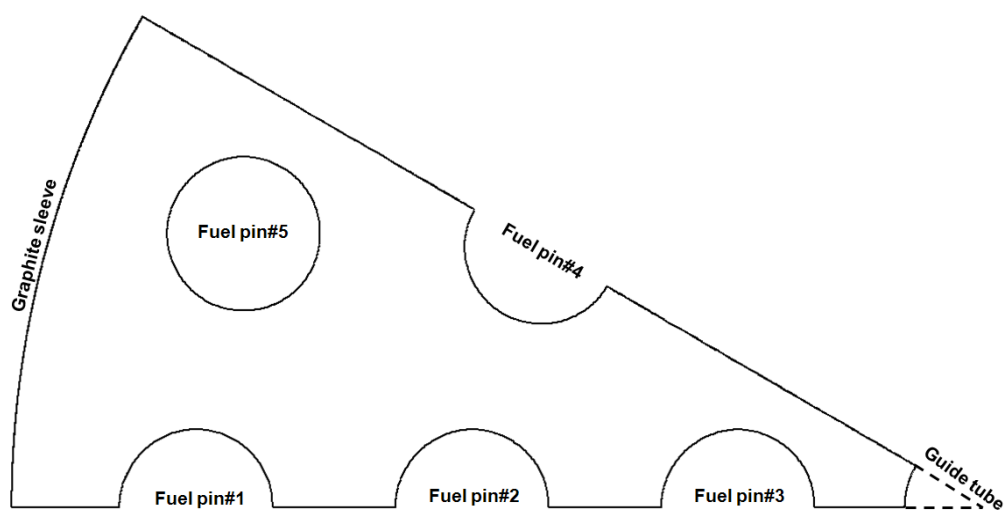 Graphite sleeve
Fuel pin#5
Fuel pin#4
Guide tube
Fuel pin#1
Fuel pin#2
Fuel pin#3